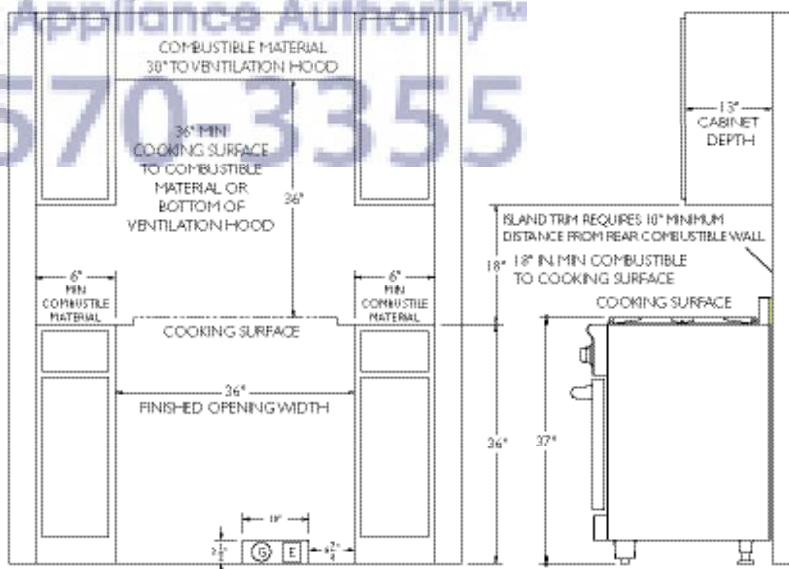 Appliance Authority™
COMBUSTIBLE MATERIAL
30" TO VENTILATION HOOD
570-3355
36" MIN
COOKING SURFACE
TO COMBUSTIBLE
MATERIAL OR
BOTTOM OF
VENTILATION HOOD
36"
13"
CABINET
DEPTH
ISLAND TRIM REQUIRES 10" MINIMUM
DISTANCE FROM REAR COMBUSTIBLE WALL
18"
18" IN. MIN COMBUSTIBLE
TO COOKING SURFACE
6"
MIN
COMBUSTILE
MATERIAL
6"
MIN
COMBUSTILE
MATERIAL
COOKING SURFACE
COOKING SURFACE
36"
FINISHED OPENING WIDTH
36"
37"
10"
G
E